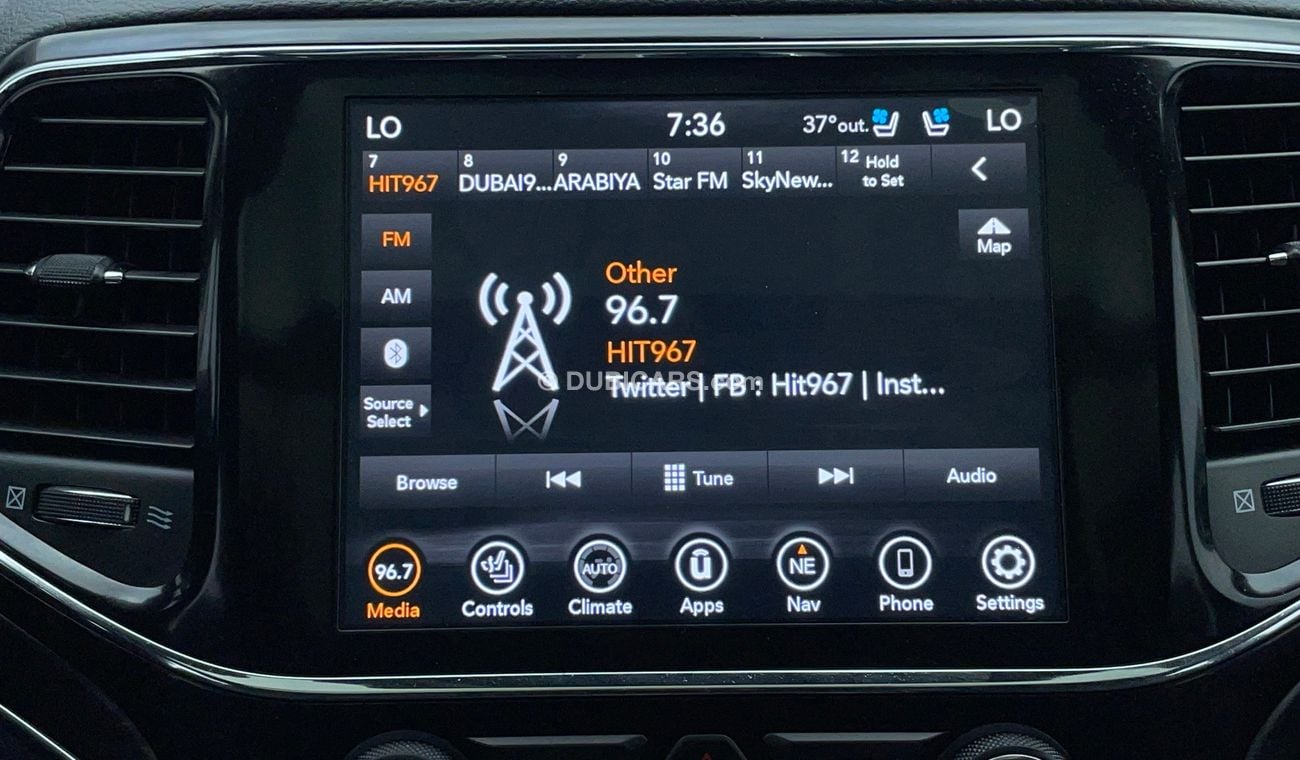 LO 7:36 37°out. LO
7 8 9 10 11 12 Hold to Set
HIT967 DUBAI9... ARABIYA Star FM SkyNew...
FM
AM
Map
Other
96.7
HIT967
Twitter | FB : Hit967 | Inst...
© DUBICARS.com
Source
Select
Browse Tune Audio
96.7 AUTO u NE
Media Controls Climate Apps Nav Phone Settings